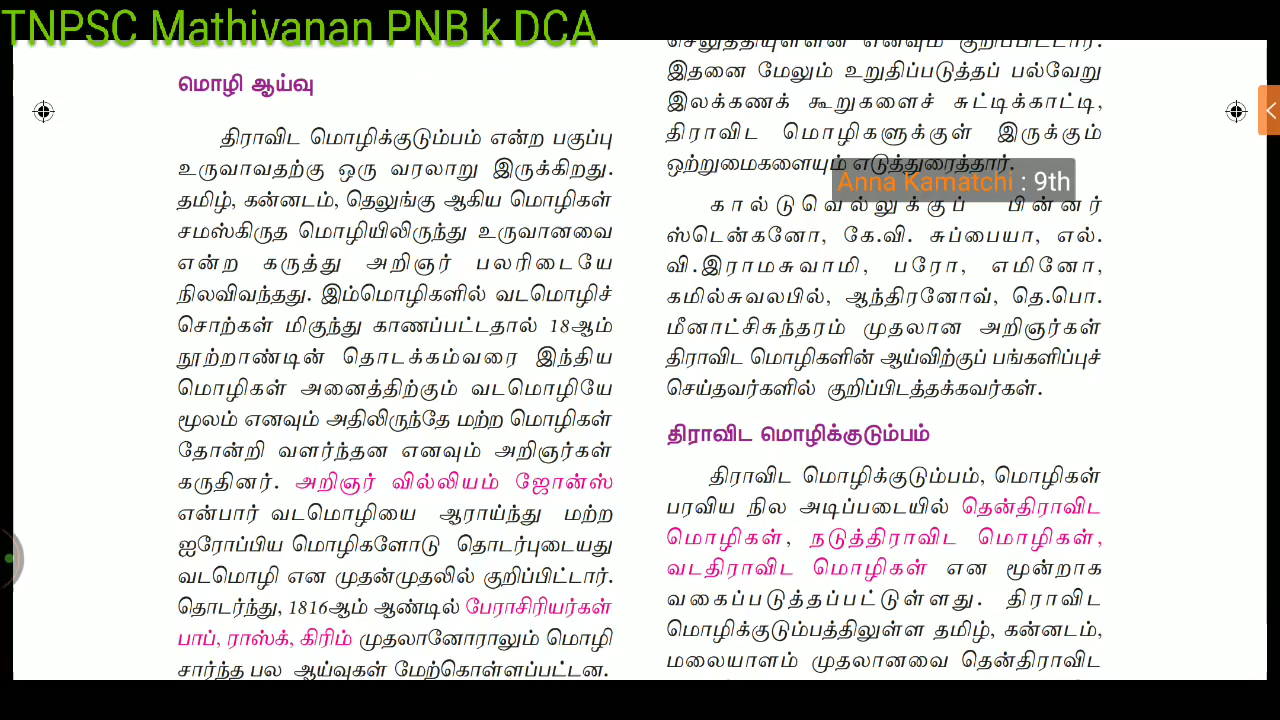 TNPSC Mathivanan PNB k DCA
மொழி ஆய்வு
திராவிட மொழிக்குடும்பம் என்ற பகுப்பு
உருவாவதற்கு ஒரு வரலாறு இருக்கிறது.
தமிழ், கன்னடம், தெலுங்கு ஆகிய மொழிகள்
சமஸ்கிருத மொழியிலிருந்து உருவானவை
என்ற கருத்து அறிஞர் பலரிடையே
நிலவிவந்தது. இம்மொழிகளில் வடமொழிச்
சொற்கள் மிகுந்து காணப்பட்டதால் 18ஆம்
நூற்றாண்டின் தொடக்கம்வரை இந்திய
மொழிகள் அனைத்திற்கும் வடமொழியே
மூலம் எனவும் அதிலிருந்தே மற்ற மொழிகள்
தோன்றி வளர்ந்தன எனவும் அறிஞர்கள்
கருதினர். அறிஞர் வில்லியம் ஜோன்ஸ்
என்பார் வடமொழியை ஆராய்ந்து மற்ற
ஐரோப்பிய மொழிகளோடு தொடர்புடையது
வடமொழி என முதன்முதலில் குறிப்பிட்டார்.
தொடர்ந்து, 1816ஆம் ஆண்டில் பேராசிரியர்கள்
பாப், ராஸ்க், கிரிம் முதலானோராலும் மொழி
சார்ந்த பல ஆய்வுகள் மேற்கொள்ளப்பட்டன.
செலுத்தியுள்ளன எனவும் குறிப்பிட்டார்.
இதனை மேலும் உறுதிப்படுத்தப் பல்வேறு
இலக்கணக் கூறுகளைச் சுட்டிக்காட்டி,
திராவிட மொழிகளுக்குள் இருக்கும்
ஒற்றுமைகளையும் எடுத்துரைத்தார்.
Anna Kamatchi : 9th
கால்டுவெல்லுக்குப் பின்னர்
ஸ்டென்கனோ, கே.வி. சுப்பையா, எல்.
வி.இராமசுவாமி, பரோ, எமினோ,
கமில்சுவலபில், ஆந்திரனோவ், தெ.பொ.
மீனாட்சிசுந்தரம் முதலான அறிஞர்கள்
திராவிட மொழிகளின் ஆய்விற்குப் பங்களிப்புச்
செய்தவர்களில் குறிப்பிடத்தக்கவர்கள்.
திராவிட மொழிக்குடும்பம்
திராவிட மொழிக்குடும்பம், மொழிகள்
பரவிய நில அடிப்படையில் தென்திராவிட
மொழிகள், நடுத்திராவிட மொழிகள்,
வடதிராவிட மொழிகள் என மூன்றாக
வகைப்படுத்தப்பட்டுள்ளது. திராவிட
மொழிக்குடும்பத்திலுள்ள தமிழ், கன்னடம்,
மலையாளம் முதலானவை தென்திராவிட